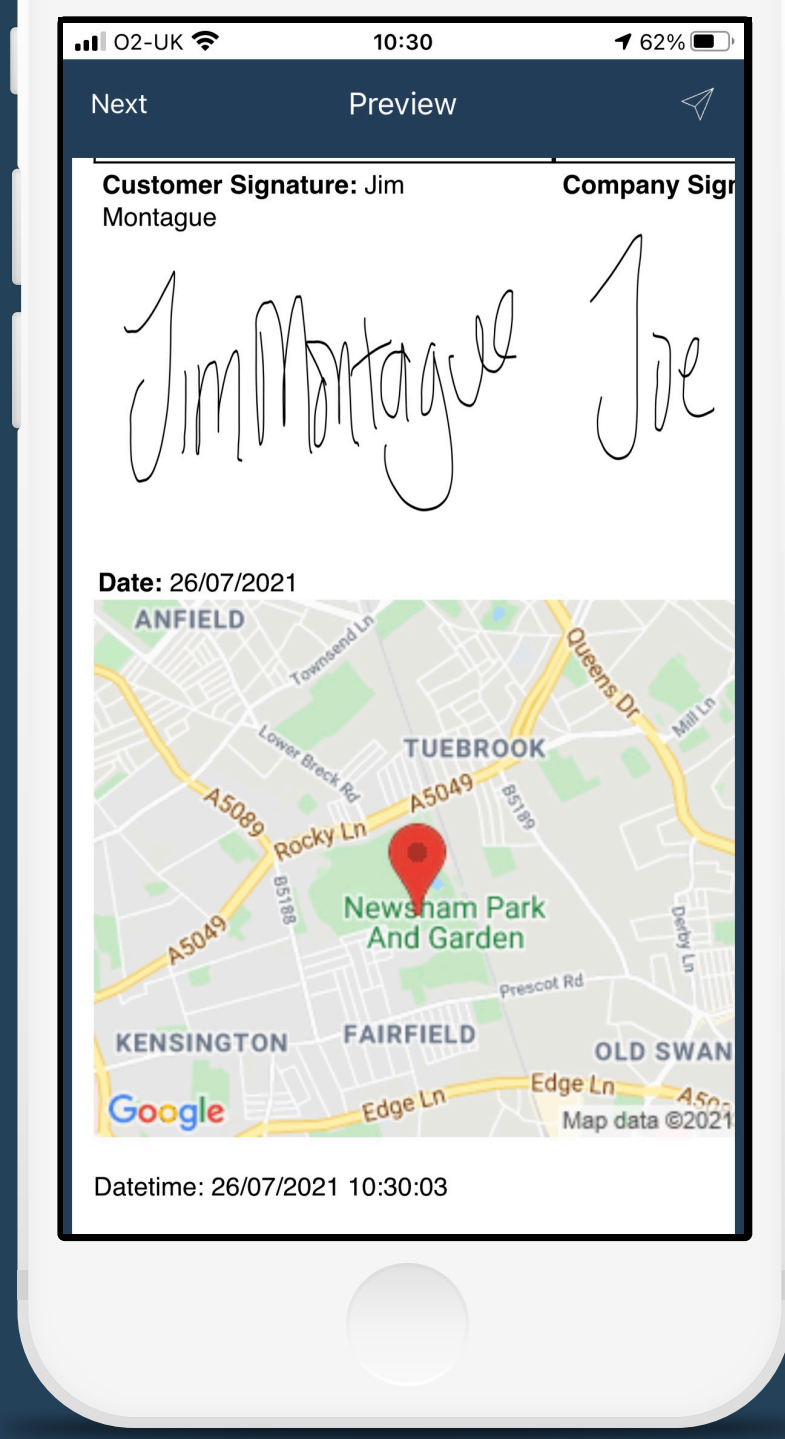 O2-UK 10:30 62%
Next Preview
Customer Signature: Jim
Montague
Company Sigr
Jim Montague
Joe
Date: 26/07/2021
ANFIELD
Townsend Ln
Queens Dr
Mill Ln
Lower Breck Rd
TUEBROOK
A5049
B5189
A5089
Rocky Ln
B5188
Newsham Park
And Garden
A5049
Derby Ln
Prescot Rd
KENSINGTON
FAIRFIELD
OLD SWAN
Edge Ln
Edge Ln
Google
Map data ©2021
Datetime: 26/07/2021 10:30:03